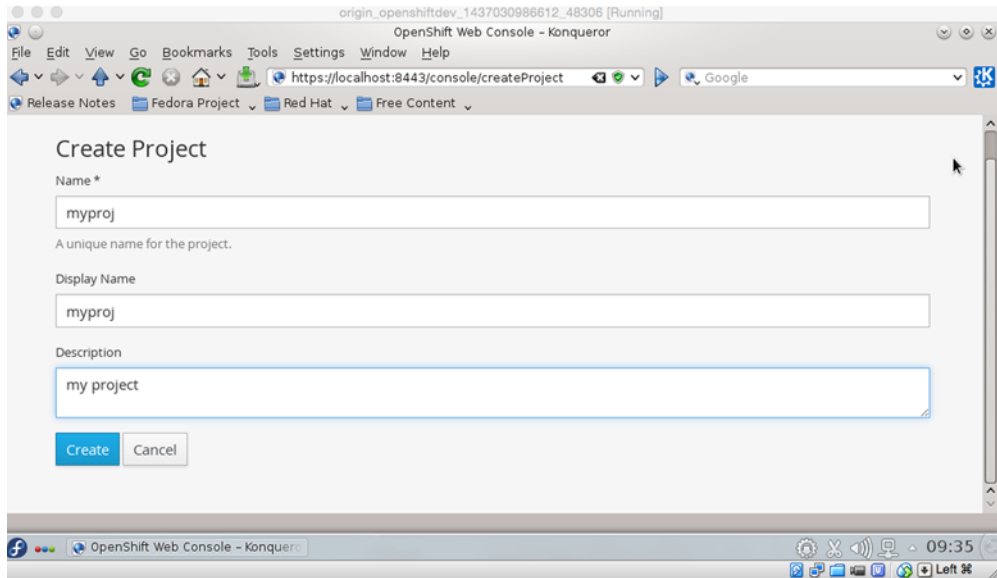 origin_openshiftdev_1437030986612_48306 [Running]
OpenShift Web Console – Konqueror
File Edit View Go Bookmarks Tools Settings Window Help
https://localhost:8443/console/createProject Google
Release Notes Fedora Project Red Hat Free Content
Create Project
Name *
myproj
A unique name for the project.
Display Name
myproj
Description
my project
Create Cancel
OpenShift Web Console – Konquero 09:35
Left ⌘